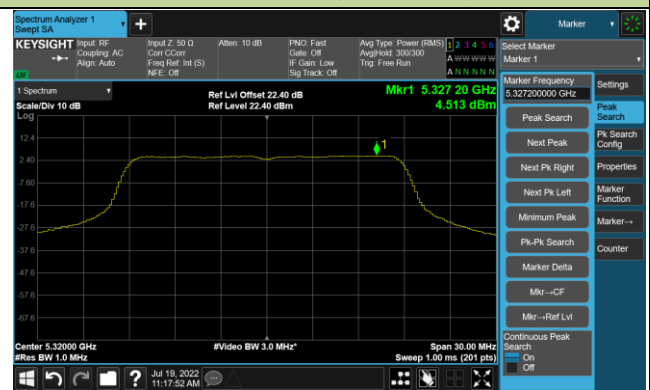 Spectrum Analyzer 1
Swept SA
+
Marker
KEYSIGHT
Input: RF
Coupling: AC
Align: Auto
Input Z: 50 Ω
Corr CCorr
Freq Ref: Int (S)
NFE: Off
Atten: 10 dB
PNO: Fast
Gate: Off
IF Gain: Low
Sig Track: Off
Avg Type: Power (RMS)
Avg|Hold: 300/300
Trig: Free Run
1 2 3 4 5 6
A W W W W W
A N N N N N
LXI
Select Marker
Marker 1
1 Spectrum
Scale/Div 10 dB
Log
Ref Lvl Offset 22.40 dB
Ref Level 22.40 dBm
Mkr1 5.327 20 GHz
4.513 dBm
12.4
2.40
-7.60
-17.6
-27.6
-37.6
-47.6
-57.6
-67.6
1
Center 5.32000 GHz
#Res BW 1.0 MHz
#Video BW 3.0 MHz*
Span 30.00 MHz
Sweep 1.00 ms (201 pts)
Marker Frequency
5.327200000 GHz
Peak Search
Next Peak
Next Pk Right
Next Pk Left
Minimum Peak
Pk-Pk Search
Marker Delta
Mkr→CF
Mkr→Ref Lvl
Continuous Peak
Search
On
Off
Settings
Peak
Search
Pk Search
Config
Properties
Marker
Function
Marker→
Counter
?
Jul 19, 2022
11:17:52 AM